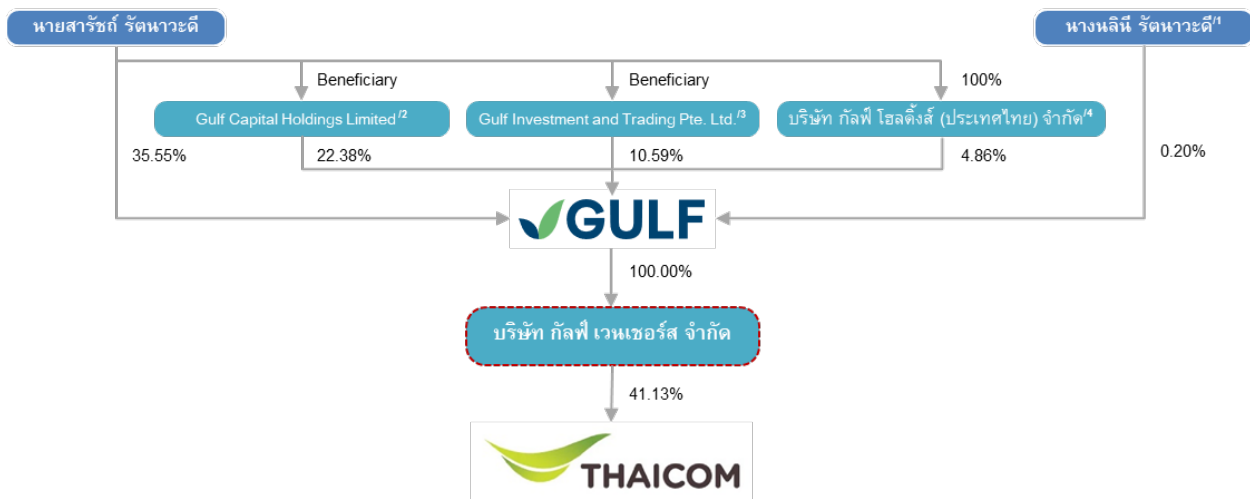 นายสารัชถ์ รัตนาวะดี
นางนลินี รัตนาวะดี/1
Beneficiary
Beneficiary
100%
Gulf Capital Holdings Limited/2
Gulf Investment and Trading Pte. Ltd./3
บริษัท กัลฟ์ โฮลดิ้งส์ (ประเทศไทย) จำกัด/4
35.55%
22.38%
10.59%
4.86%
0.20%
GULF
100.00%
บริษัท กัลฟ์ เวนเชอร์ส จำกัด
41.13%
THAICOM